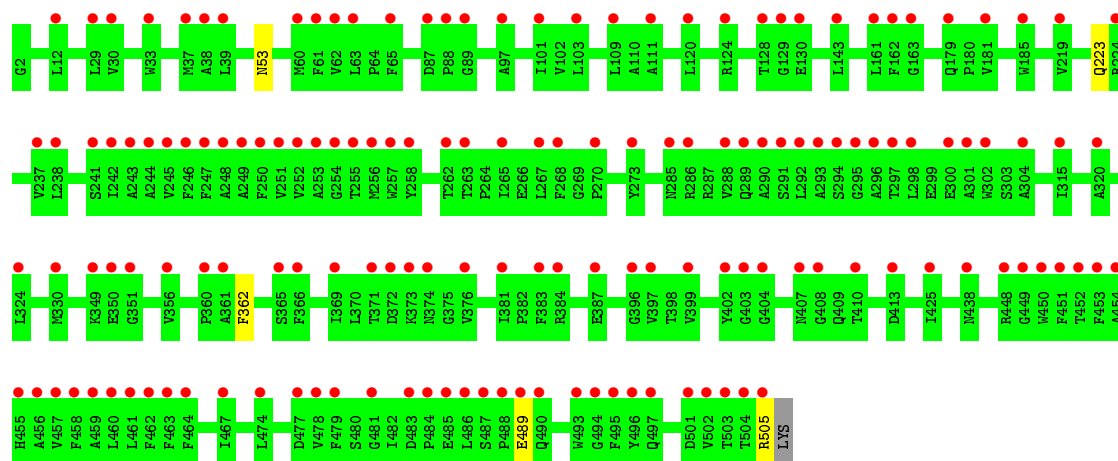 G2 L12 L29 V30 W33 M37 A38 L39 N53 M60 F61 V62 L63 P64 F65 D87 P88 G89 A97 I101 V102 L103 L109 A110 A111 L120 R124 T128 G129 E130 L143 L161 F162 G163 Q179 P180 V181 W185 V219 Q223 R224
V237 L238 S241 I242 A243 A244 V245 F246 F247 A248 A249 F250 V251 V252 A253 G254 T255 M256 W257 Y258 T262 T263 P264 I265 E266 L267 F268 G269 P270 Y273 N285 R286 R287 V288 Q289 A290 S291 L292 A293 S294 G295 A296 T297 L298 E299 E300 A301 W302 S303 A304 I315 A320
L324 M330 K349 E350 G351 V356 P360 A361 F362 S365 F366 I369 L370 T371 D372 K373 N374 G375 V376 I381 P382 F383 R384 E387 G396 V397 T398 V399 Y402 G403 G404 N407 G408 Q409 T410 D413 I425 N438 R448 G449 W450 F451 T452 F453 A454
H455 A456 V457 F458 A459 L460 L461 F462 F463 F464 I467 L474 D477 V478 F479 S480 G481 I482 D483 P484 E485 L486 S487 P488 E489 Q490 W493 G494 F495 Y496 Q497 D501 V502 T503 T504 R505 LYS